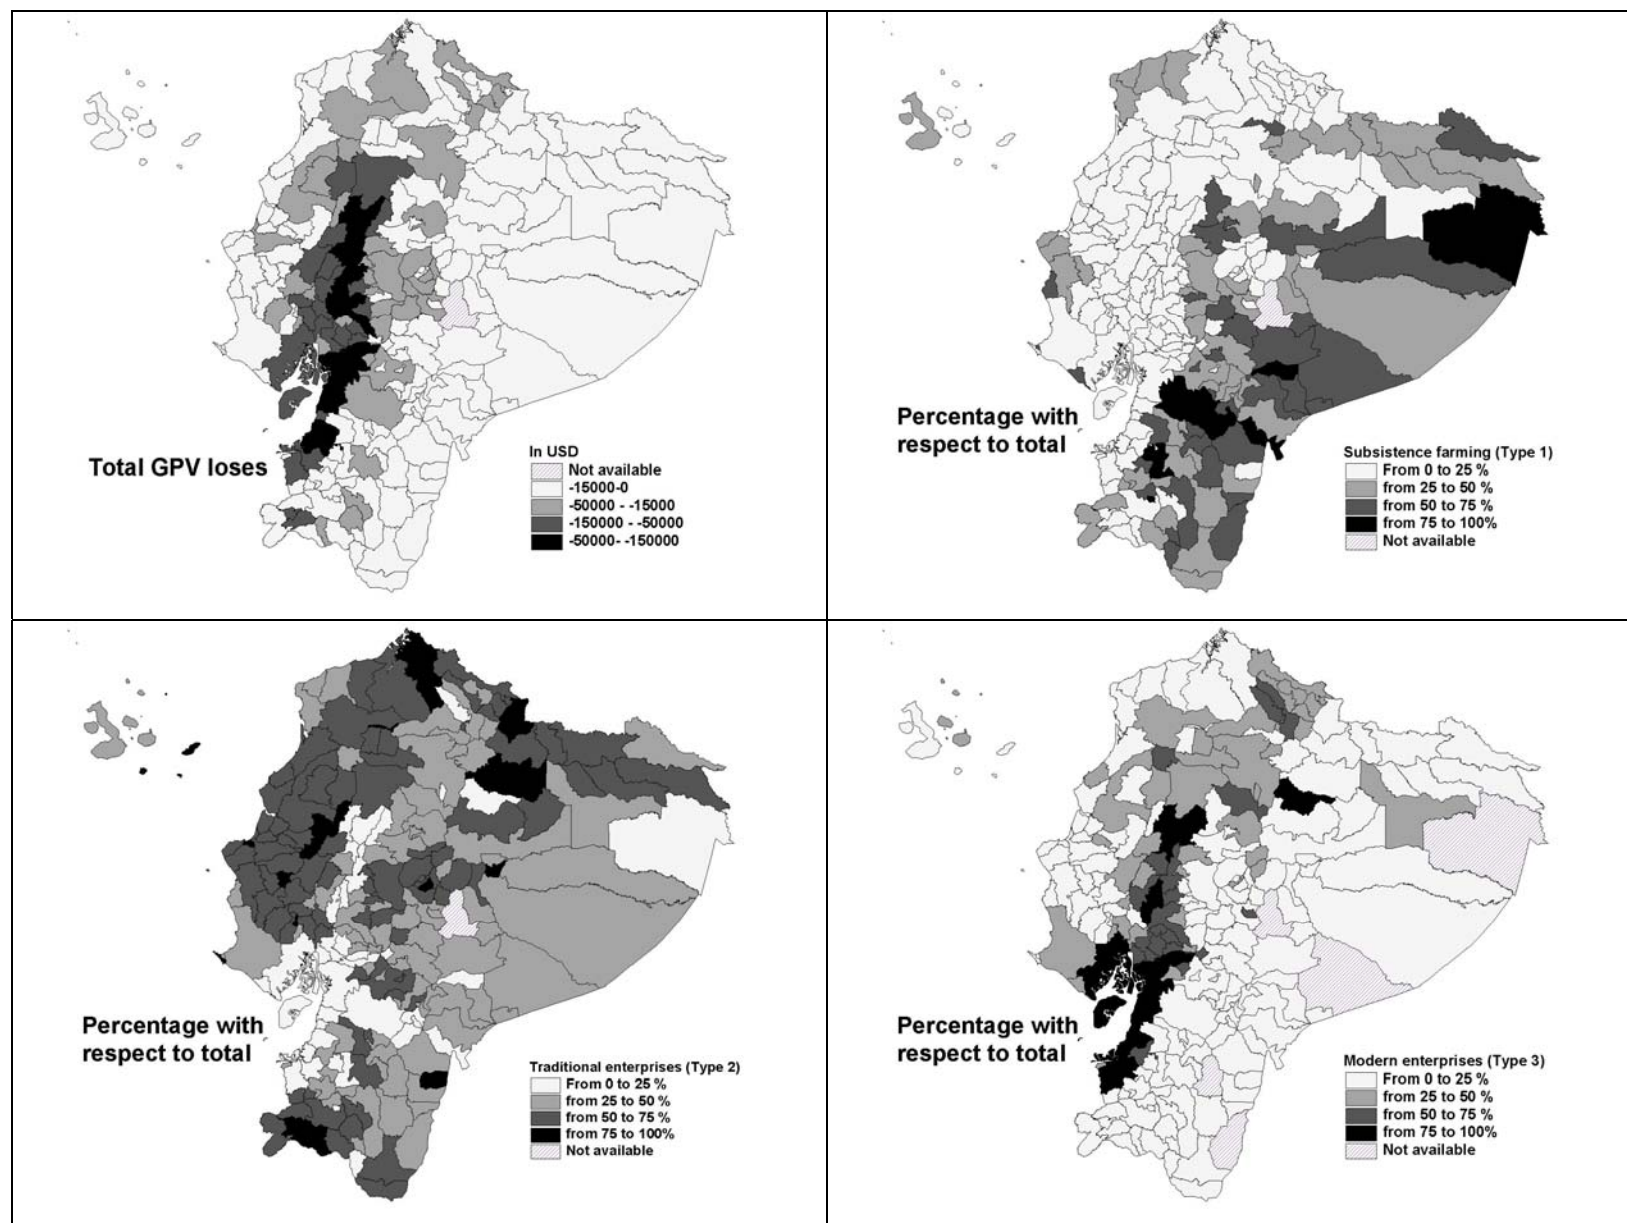 Total GPV loses
In USD
Not available
-15000-0
-50000 - -15000
-150000 - -50000
-50000- -150000
Percentage with
respect to total
Subsistence farming (Type 1)
From 0 to 25 %
from 25 to 50 %
from 50 to 75 %
from 75 to 100%
Not available
Percentage with
respect to total
Traditional enterprises (Type 2)
From 0 to 25 %
from 25 to 50 %
from 50 to 75 %
from 75 to 100%
Not available
Percentage with
respect to total
Modern enterprises (Type 3)
From 0 to 25 %
from 25 to 50 %
from 50 to 75 %
from 75 to 100%
Not available